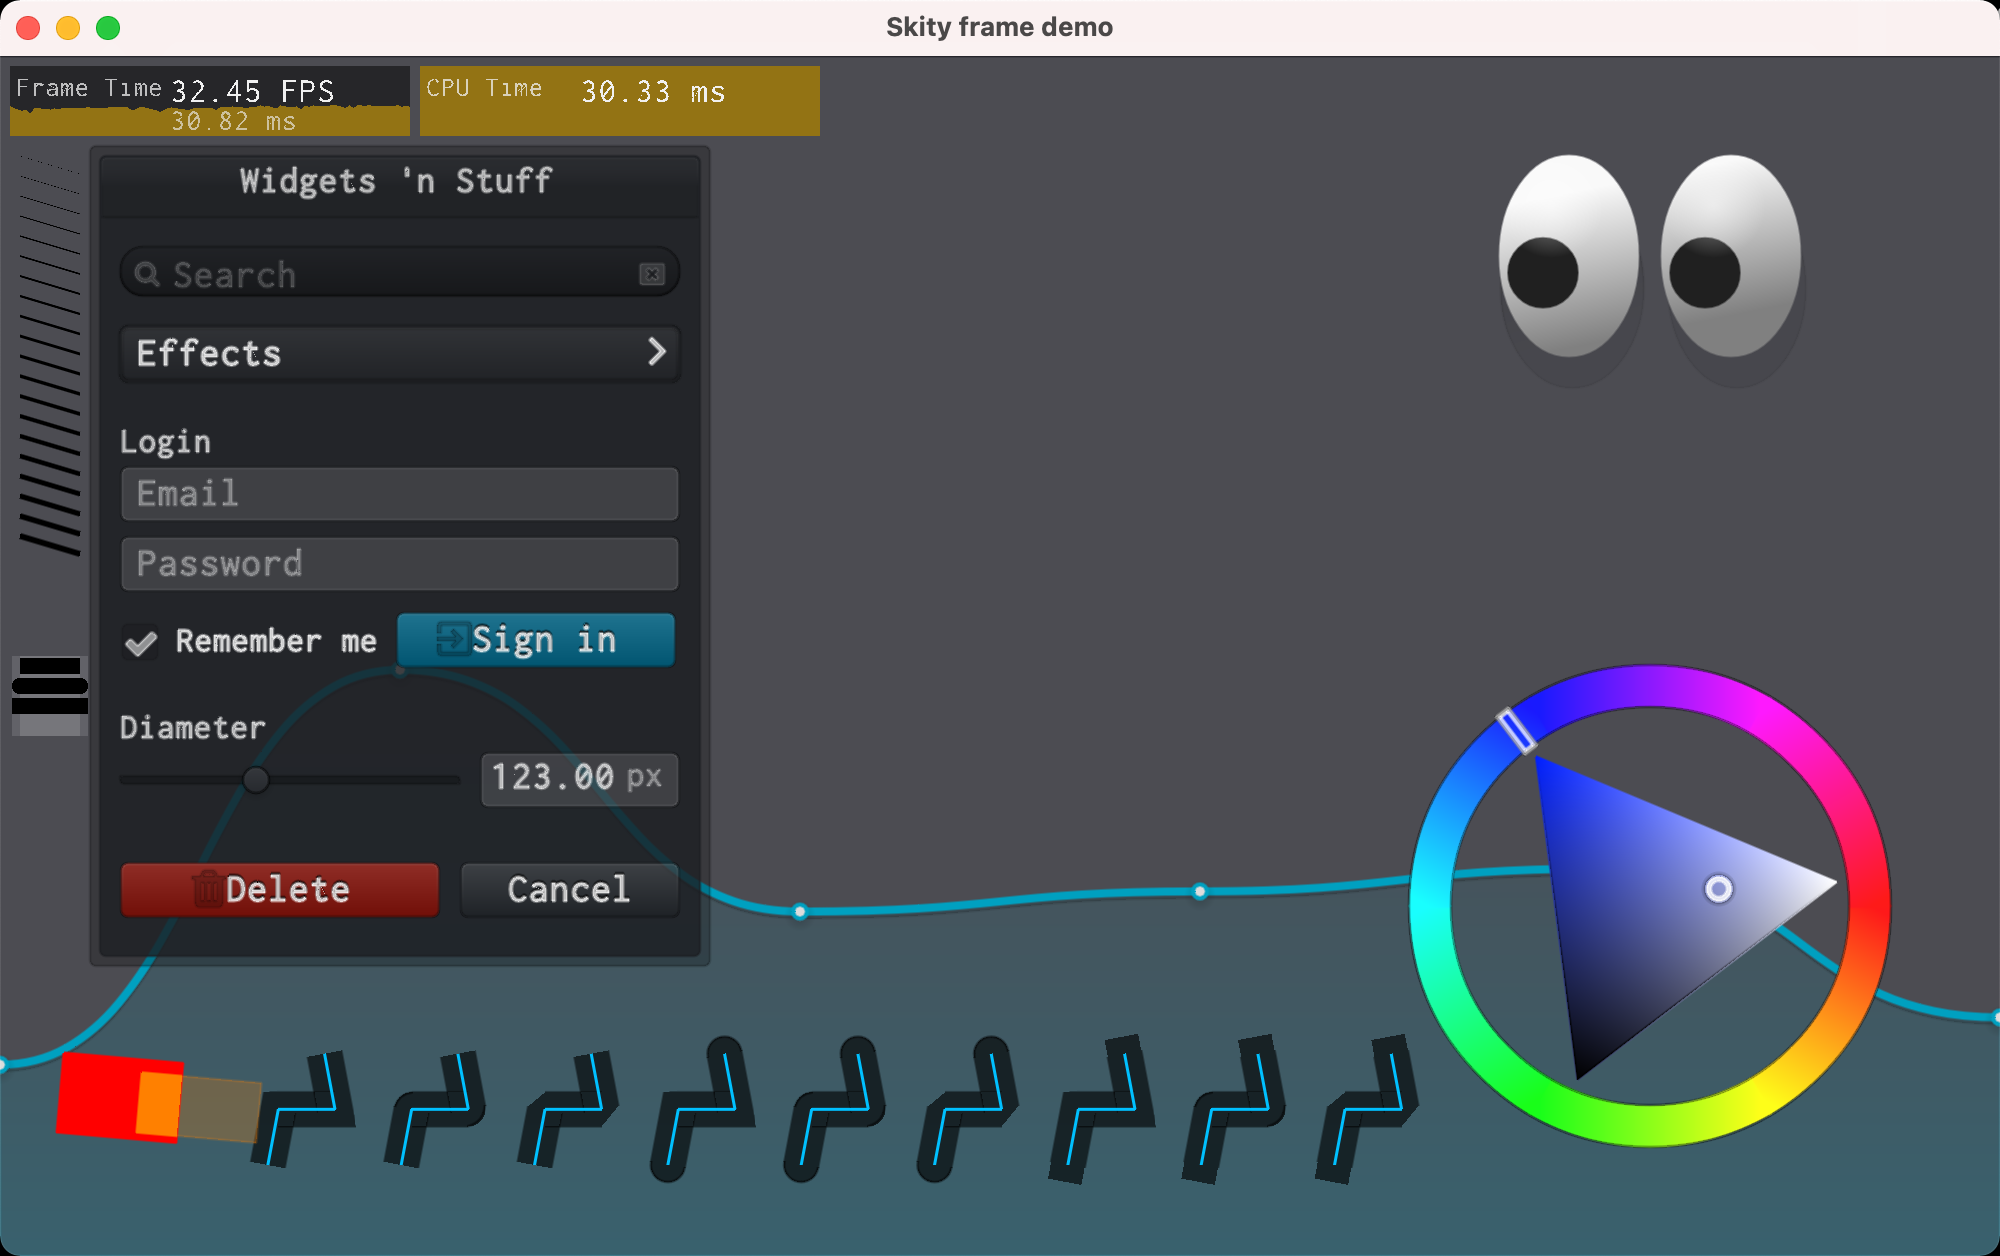 Skity frame demo
Frame Time 32.45 FPS
30.82 ms
CPU Time 30.33 ms
Widgets 'n Stuff
Search
Effects
Login
Email
Password
Remember me
Sign in
Diameter
123.00 px
Delete
Cancel